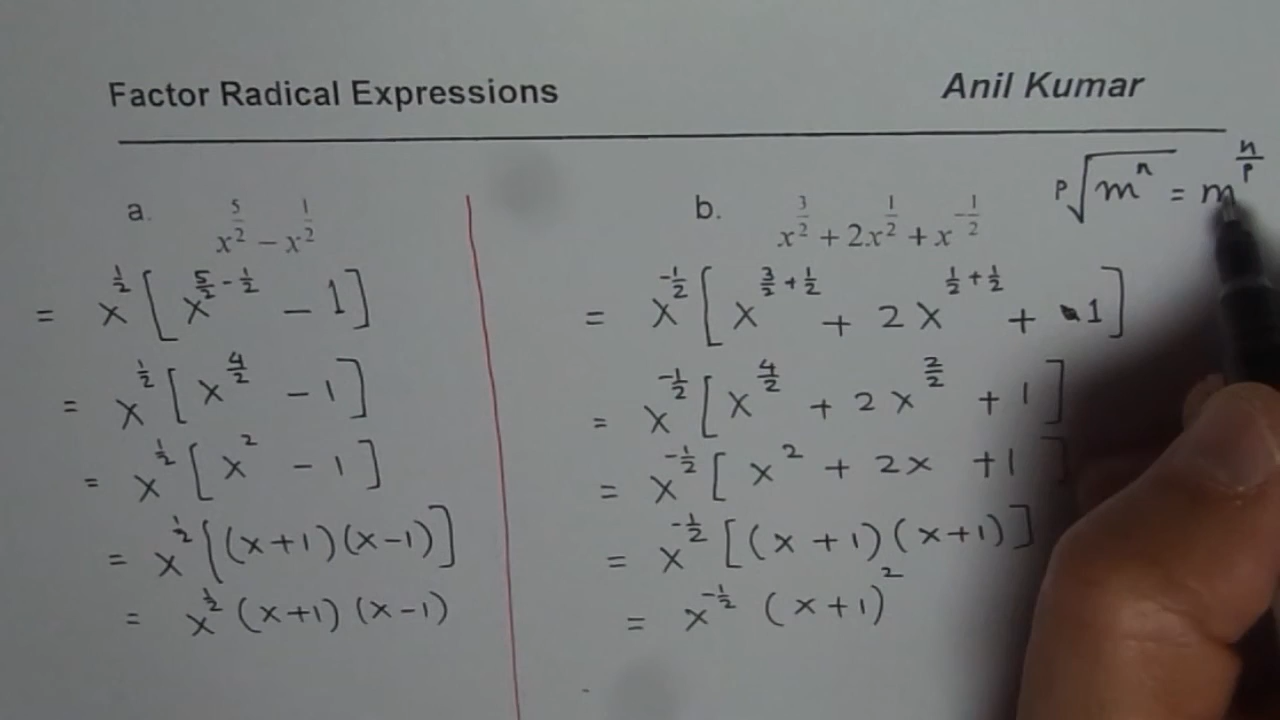 Factor Radical Expressions Anil Kumar
ᵖ√(mⁿ) = m^(n/p)
a. x^(5/2) − x^(1/2)
= x^(1/2) [x^(5/2 − 1/2) − 1]
= x^(1/2) [x^(4/2) − 1]
= x^(1/2) [x² − 1]
= x^(1/2) [(x+1)(x−1)]
= x^(1/2) (x+1) (x−1)
b. x^(3/2) + 2x^(1/2) + x^(−1/2)
= x^(−1/2) [x^(3/2 + 1/2) + 2x^(1/2 + 1/2) + 1]
= x^(−1/2) [x^(4/2) + 2x^(2/2) + 1]
= x^(−1/2) [x² + 2x + 1]
= x^(−1/2) [(x+1)(x+1)]
= x^(−1/2) (x+1)²